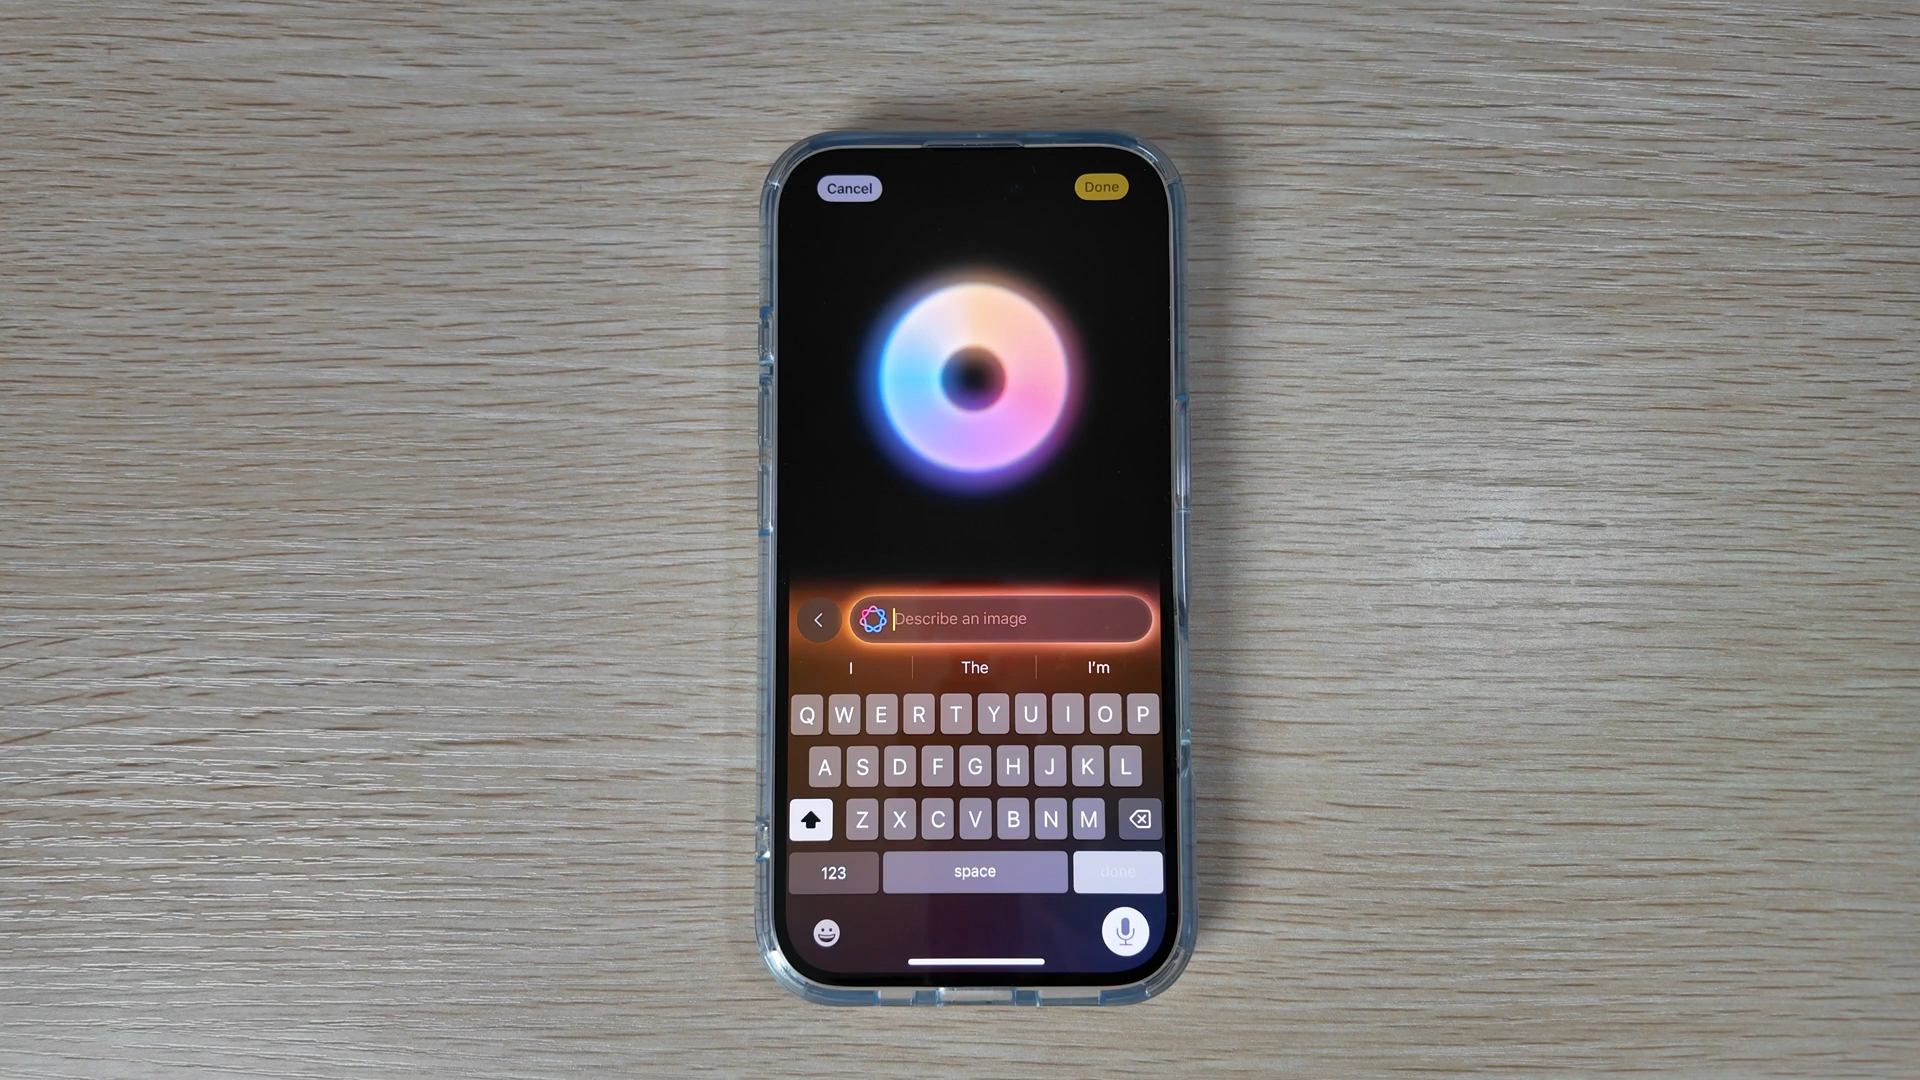 Cancel Done
Describe an image
I The I'm
Q W E R T Y U I O P
A S D F G H J K L
Z X C V B N M
123 space done